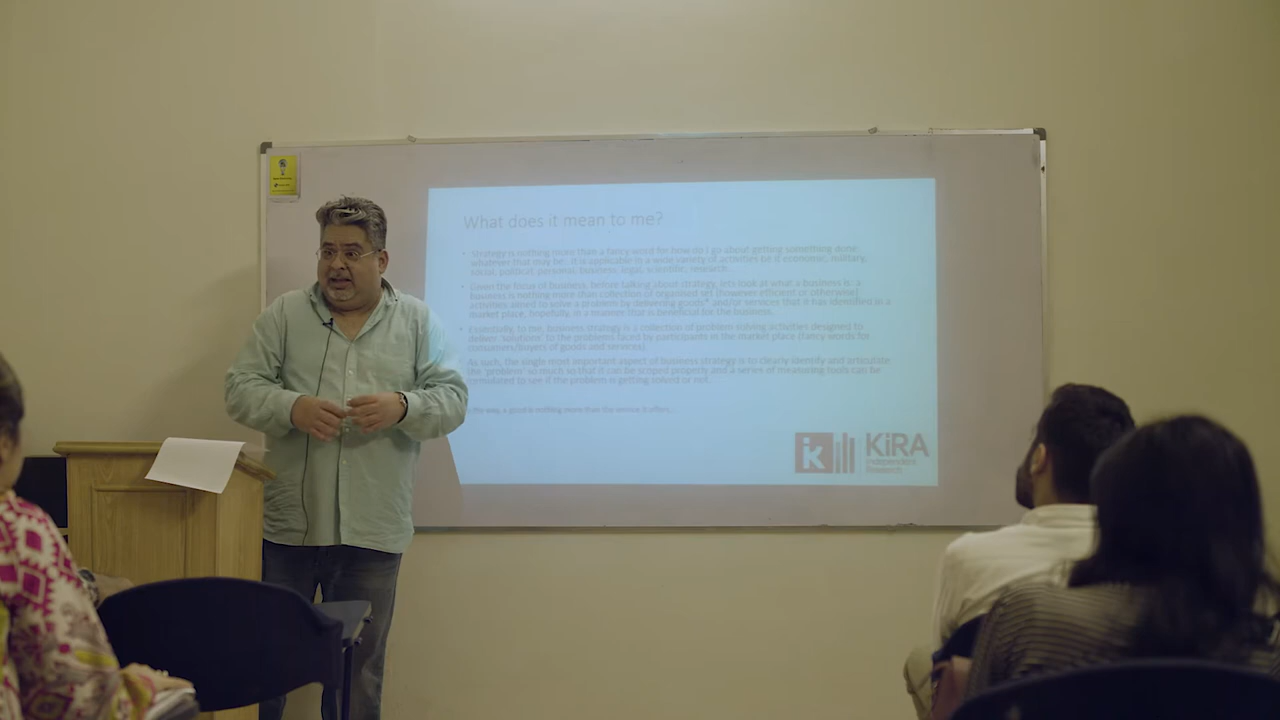 What does it mean to me?
• Strategy is nothing more than a fancy word for how do I go about getting something done;
whatever that may be. It is applicable in a wide variety of activities be it economic, military,
social, political, personal, business, legal, scientific, research.
• Given the focus of business, before talking about strategy, lets look at what a business is: a
business is nothing more than collection of organised set (however efficient or otherwise)
activities aimed to solve a problem by delivering goods* and/or services that it has identified in a
market place, hopefully, in a manner that is beneficial for the business.
• Essentially, to me, business strategy is a collection of problem solving activities designed to
deliver 'solutions' to the problems faced by participants in the market place (fancy words for
consumers/buyers of goods and services).
As such, the single most important aspect of business strategy is to clearly identify and articulate
the 'problem' so much so that it can be scoped properly and a series of measuring tools can be
formulated to see if the problem is getting solved or not.
the way, a good is nothing more than the service it offers.
ik
KiRA
Independent
Research